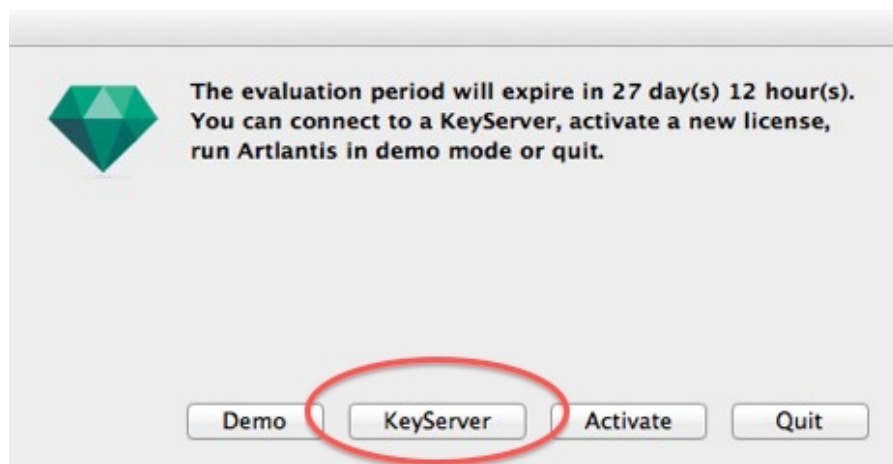 The evaluation period will expire in 27 day(s) 12 hour(s).
You can connect to a KeyServer, activate a new license,
run Artlantis in demo mode or quit.
Demo KeyServer Activate Quit